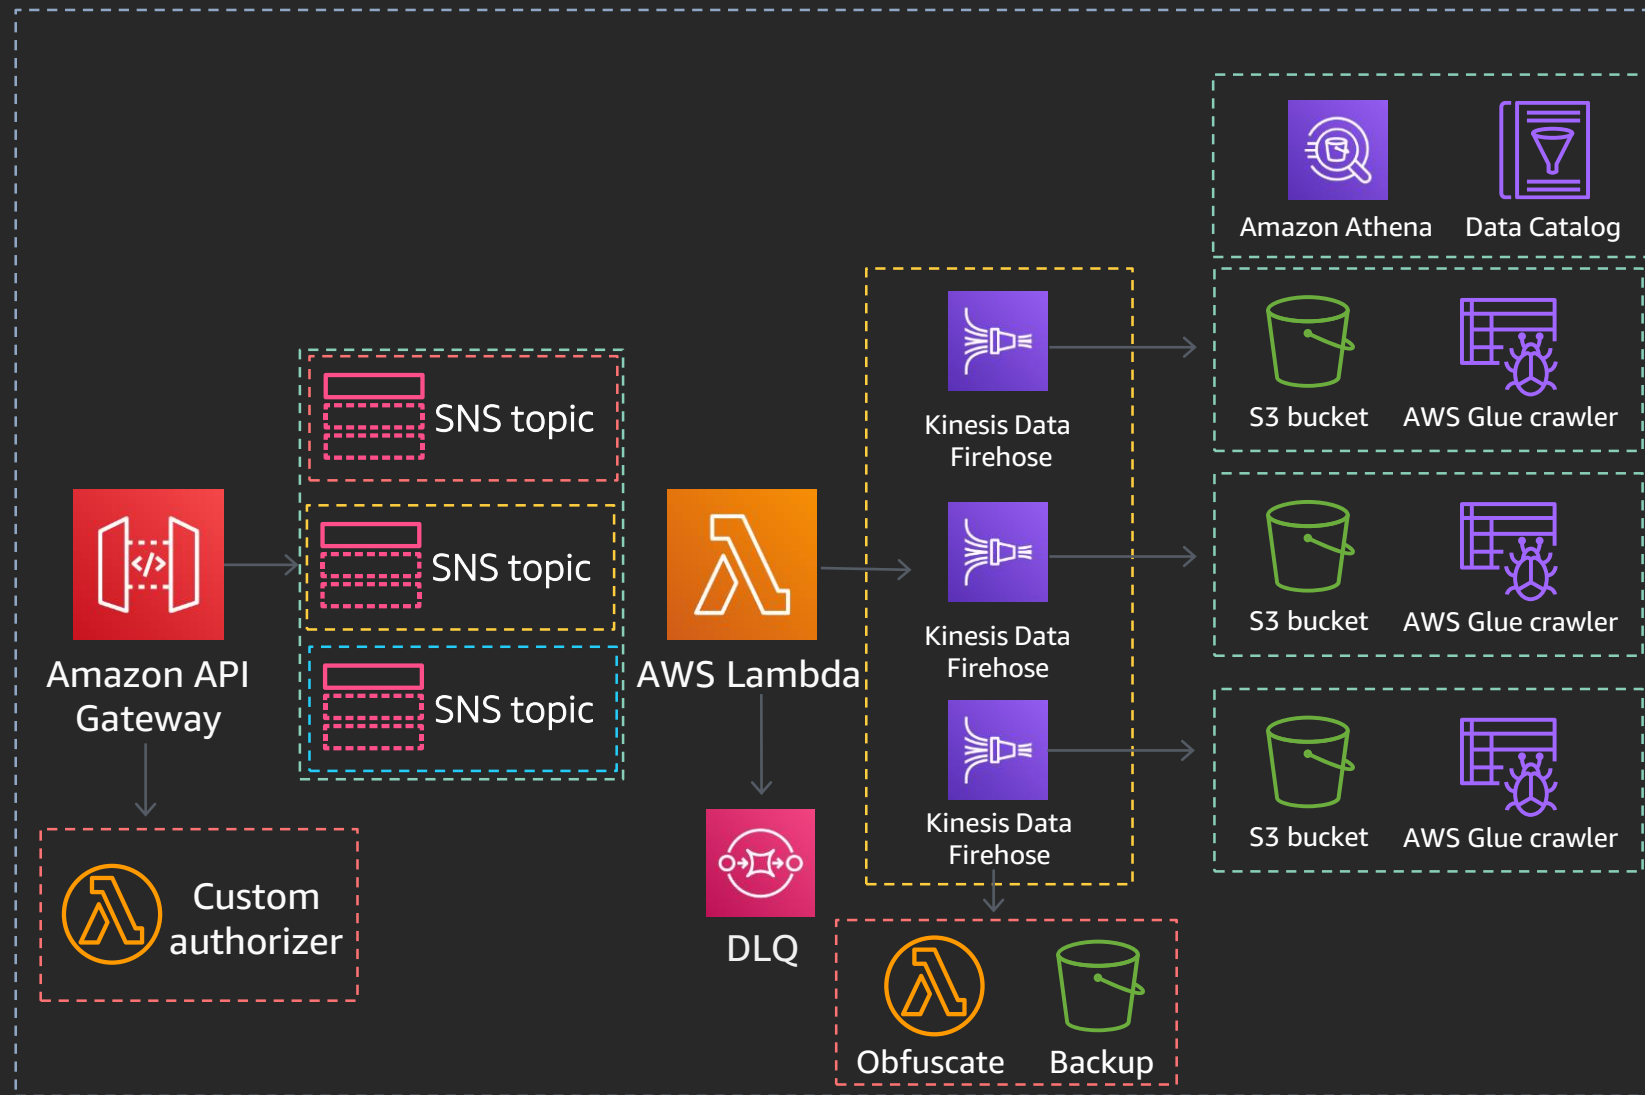 Amazon Athena
Data Catalog
S3 bucket
AWS Glue crawler
Kinesis Data
Firehose
SNS topic
SNS topic
SNS topic
</>
Amazon API
Gateway
AWS Lambda
Kinesis Data
Firehose
S3 bucket
AWS Glue crawler
Kinesis Data
Firehose
S3 bucket
AWS Glue crawler
Custom
authorizer
DLQ
Obfuscate
Backup